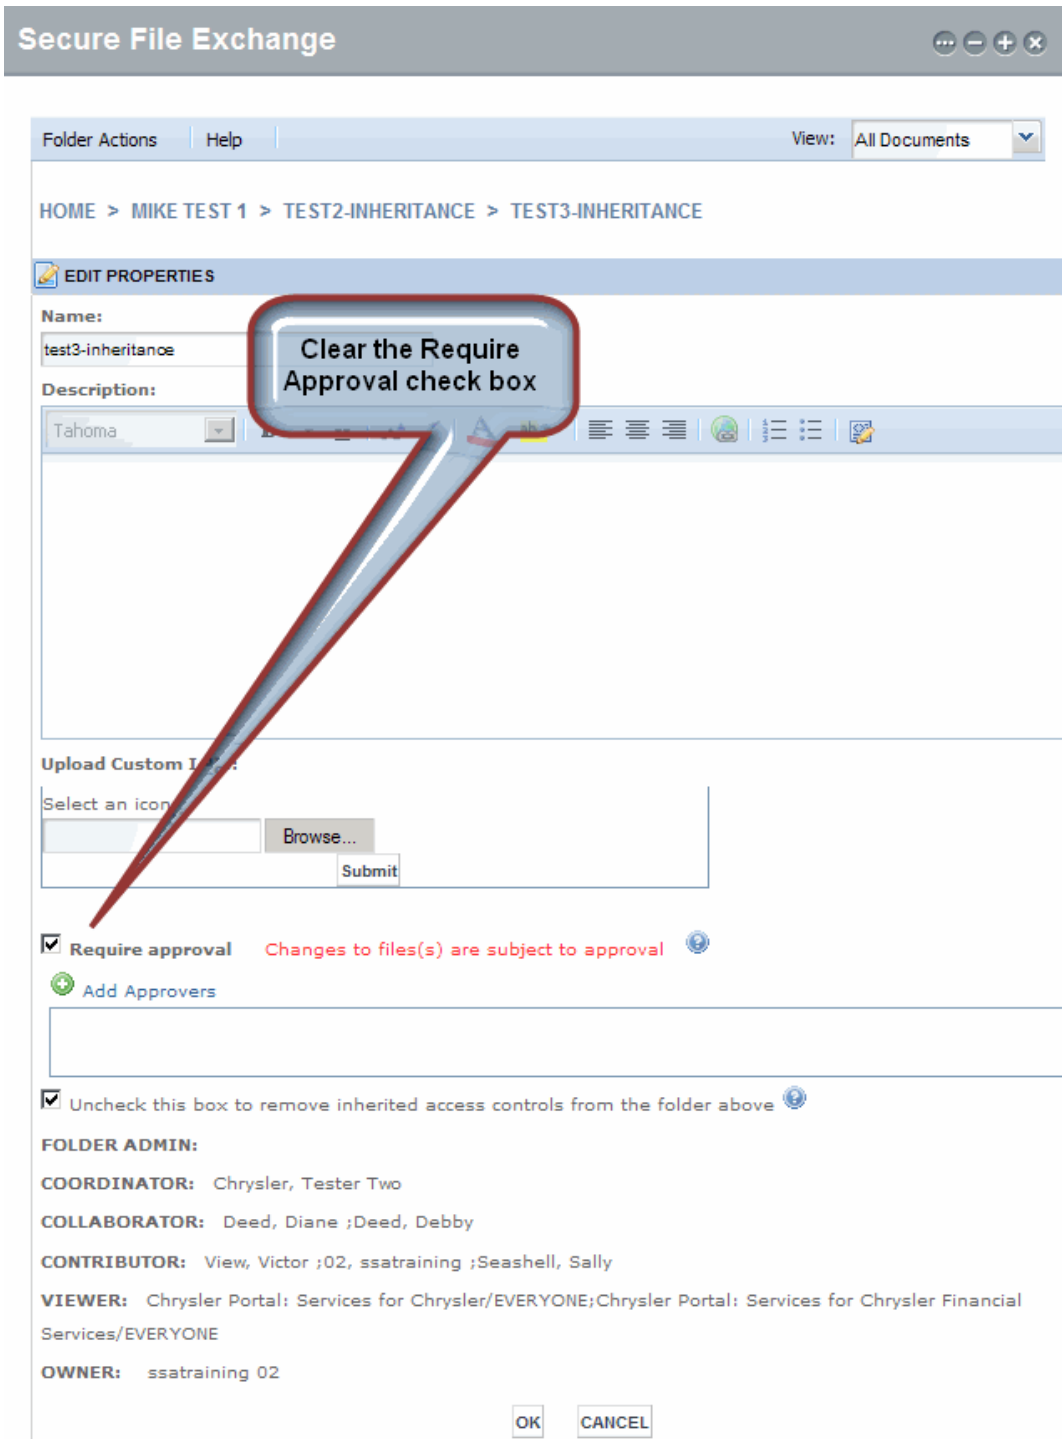 Secure File Exchange
Folder Actions Help View: All Documents
HOME > MIKE TEST 1 > TEST2-INHERITANCE > TEST3-INHERITANCE
EDIT PROPERTIES
Name:
test3-inheritance
Clear the Require
Approval check box
Description:
Tahoma
Upload Custom
Select an icon
Browse...
Submit
Require approval Changes to files(s) are subject to approval
Add Approvers
Uncheck this box to remove inherited access controls from the folder above
FOLDER ADMIN:
COORDINATOR: Chrysler, Tester Two
COLLABORATOR: Deed, Diane ;Deed, Debby
CONTRIBUTOR: View, Victor ;02, ssatraining ;Seashell, Sally
VIEWER: Chrysler Portal: Services for Chrysler/EVERYONE;Chrysler Portal: Services for Chrysler Financial
Services/EVERYONE
OWNER: ssatraining 02
OK CANCEL